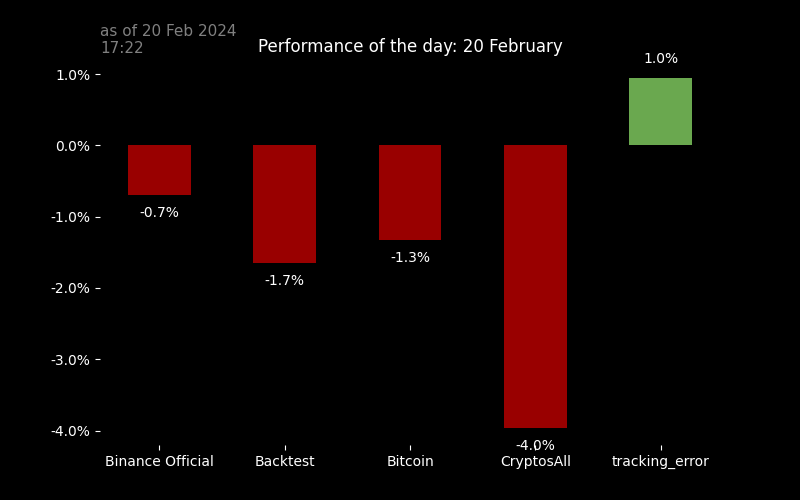 as of 20 Feb 2024
17:22
Performance of the day: 20 February
1.0%
1.0%
0.0%
-0.7%
-1.0%
-1.3%
-1.7%
-2.0%
-3.0%
-4.0%
-4.0%
Binance Official
Backtest
Bitcoin
CryptosAll
tracking_error